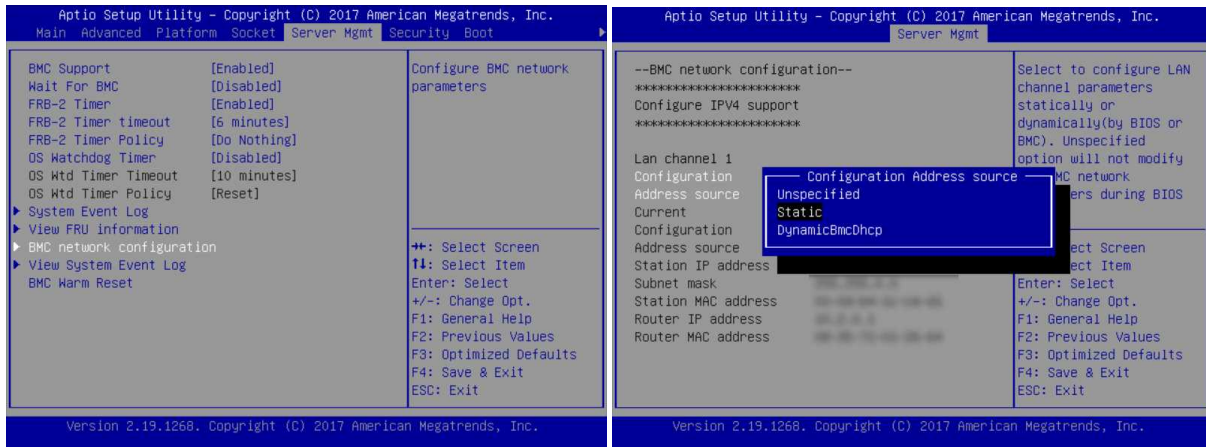 Aptio Setup Utility – Copyright (C) 2017 American Megatrends, Inc.
Main Advanced Platform Socket Server Mgmt Security Boot
BMC Support [Enabled]
Wait For BMC [Disabled]
FRB-2 Timer [Enabled]
FRB-2 Timer timeout [6 minutes]
FRB-2 Timer Policy [Do Nothing]
OS Watchdog Timer [Disabled]
OS Wtd Timer Timeout [10 minutes]
OS Wtd Timer Policy [Reset]
System Event Log
View FRU information
BMC network configuration
View System Event Log
BMC Warm Reset
Configure BMC network
parameters
→←: Select Screen
↑↓: Select Item
Enter: Select
+/-: Change Opt.
F1: General Help
F2: Previous Values
F3: Optimized Defaults
F4: Save & Exit
ESC: Exit
Version 2.19.1268. Copyright (C) 2017 American Megatrends, Inc.
Aptio Setup Utility – Copyright (C) 2017 American Megatrends, Inc.
Server Mgmt
--BMC network configuration--
***********************
Configure IPV4 support
***********************
Lan channel 1
Configuration
Address source
Current
Configuration
Address source
Station IP address
Subnet mask
Station MAC address
Router IP address
Router MAC address
Configuration Address source
Unspecified
Static
DynamicBmcDhcp
Select to configure LAN
channel parameters
statically or
dynamically(by BIOS or
BMC). Unspecified
option will not modify
MC network
ers during BIOS
ect Screen
ect Item
Enter: Select
+/-: Change Opt.
F1: General Help
F2: Previous Values
F3: Optimized Defaults
F4: Save & Exit
ESC: Exit
Version 2.19.1268. Copyright (C) 2017 American Megatrends, Inc.